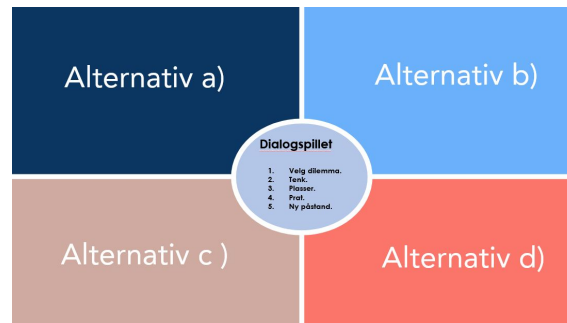 Alternativ a)
Alternativ b)
Dialogspillet
1. Velg dilemma.
2. Tenk.
3. Plasser.
4. Prat.
5. Ny påstand.
Alternativ c )
Alternativ d)